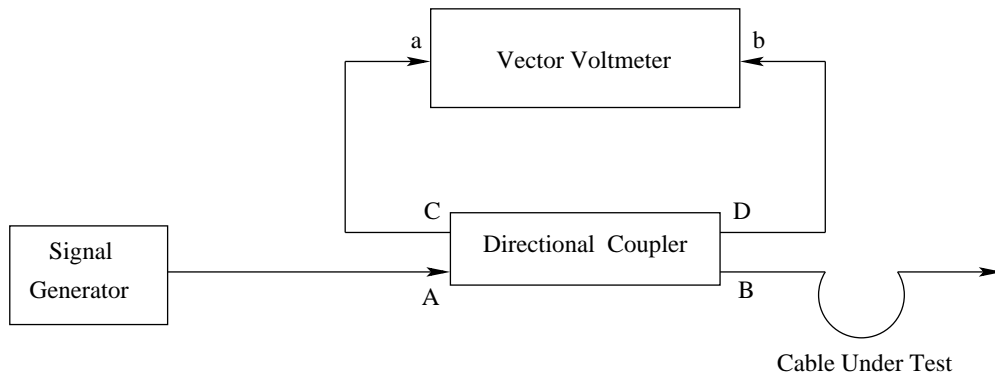 a
Vector Voltmeter
b
C
D
Signal
Generator
Directional Coupler
A
B
Cable Under Test